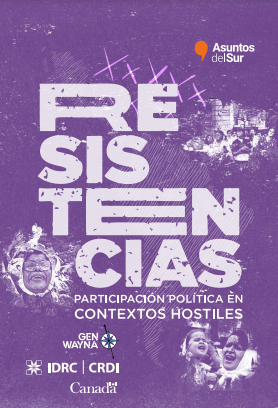 Asuntos
delSur
RE
SIS
TEN
CIAS
PARTICIPACIÓN POLÍTICA EN
CONTEXTOS HOSTILES
GEN
WAYNA
IDRC | CRDI
Canada